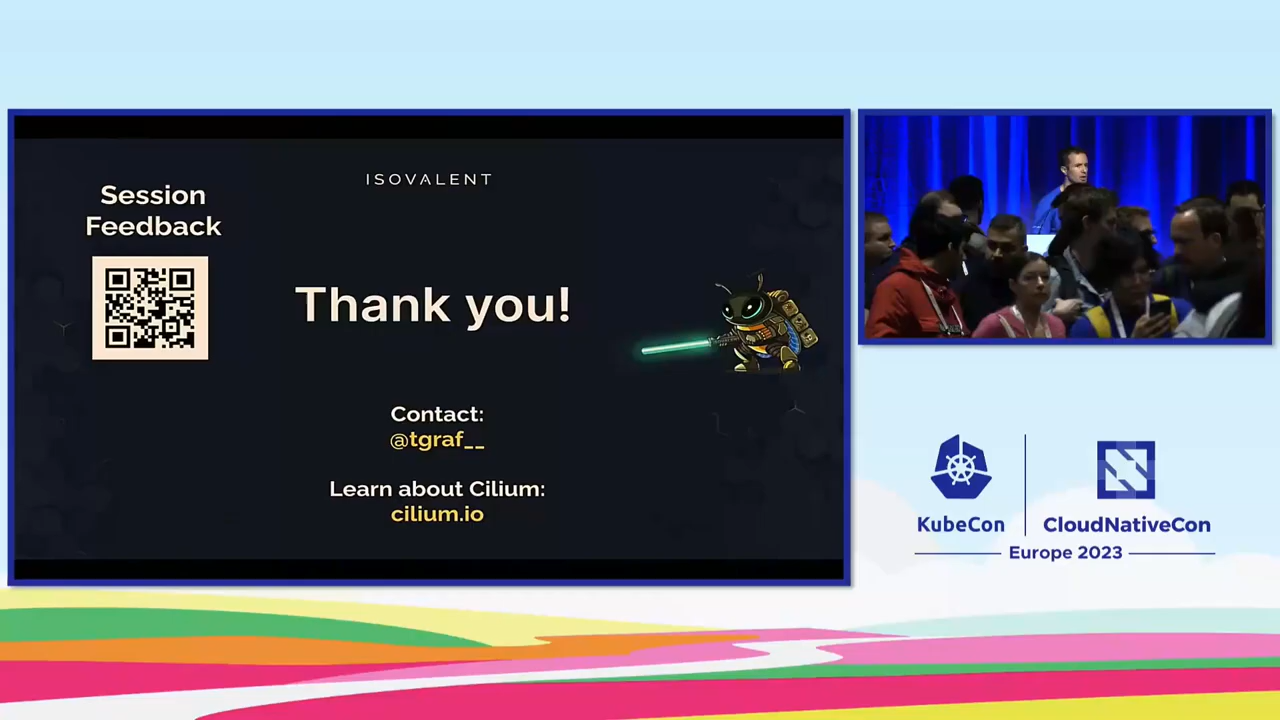 Session
Feedback
ISOVALENT
Thank you!
Contact:
@tgraf__
Learn about Cilium:
cilium.io
KubeCon
CloudNativeCon
Europe 2023